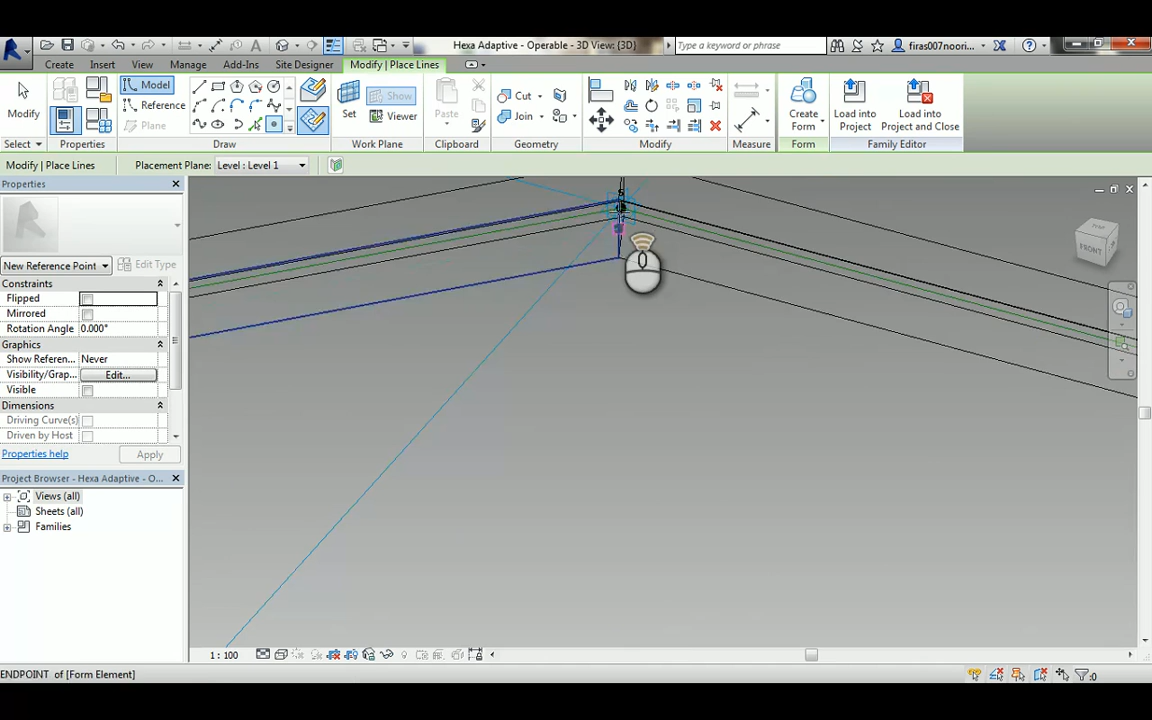 Hexa Adaptive - Operable - 3D View: {3D}
Type a keyword or phrase
firas007noori...
Create Insert View Manage Add-Ins Site Designer Modify | Place Lines
Modify
Model
Reference
Plane
Set
Show
Viewer
Paste
Cut
Join
Create Form
Load into Project
Load into Project and Close
Select Properties Draw Work Plane Clipboard Geometry Modify Measure Form Family Editor
Modify | Place Lines Placement Plane: Level : Level 1
Properties
New Reference Point Edit Type
Constraints
Flipped
Mirrored
Rotation Angle 0.000°
Graphics
Show Referen... Never
Visibility/Grap... Edit...
Visible
Dimensions
Driving Curve(s)
Driven by Host
Properties help Apply
Project Browser - Hexa Adaptive - O...
Views (all)
Sheets (all)
Families
FRONT
1 : 100
ENDPOINT of [Form Element]
:0